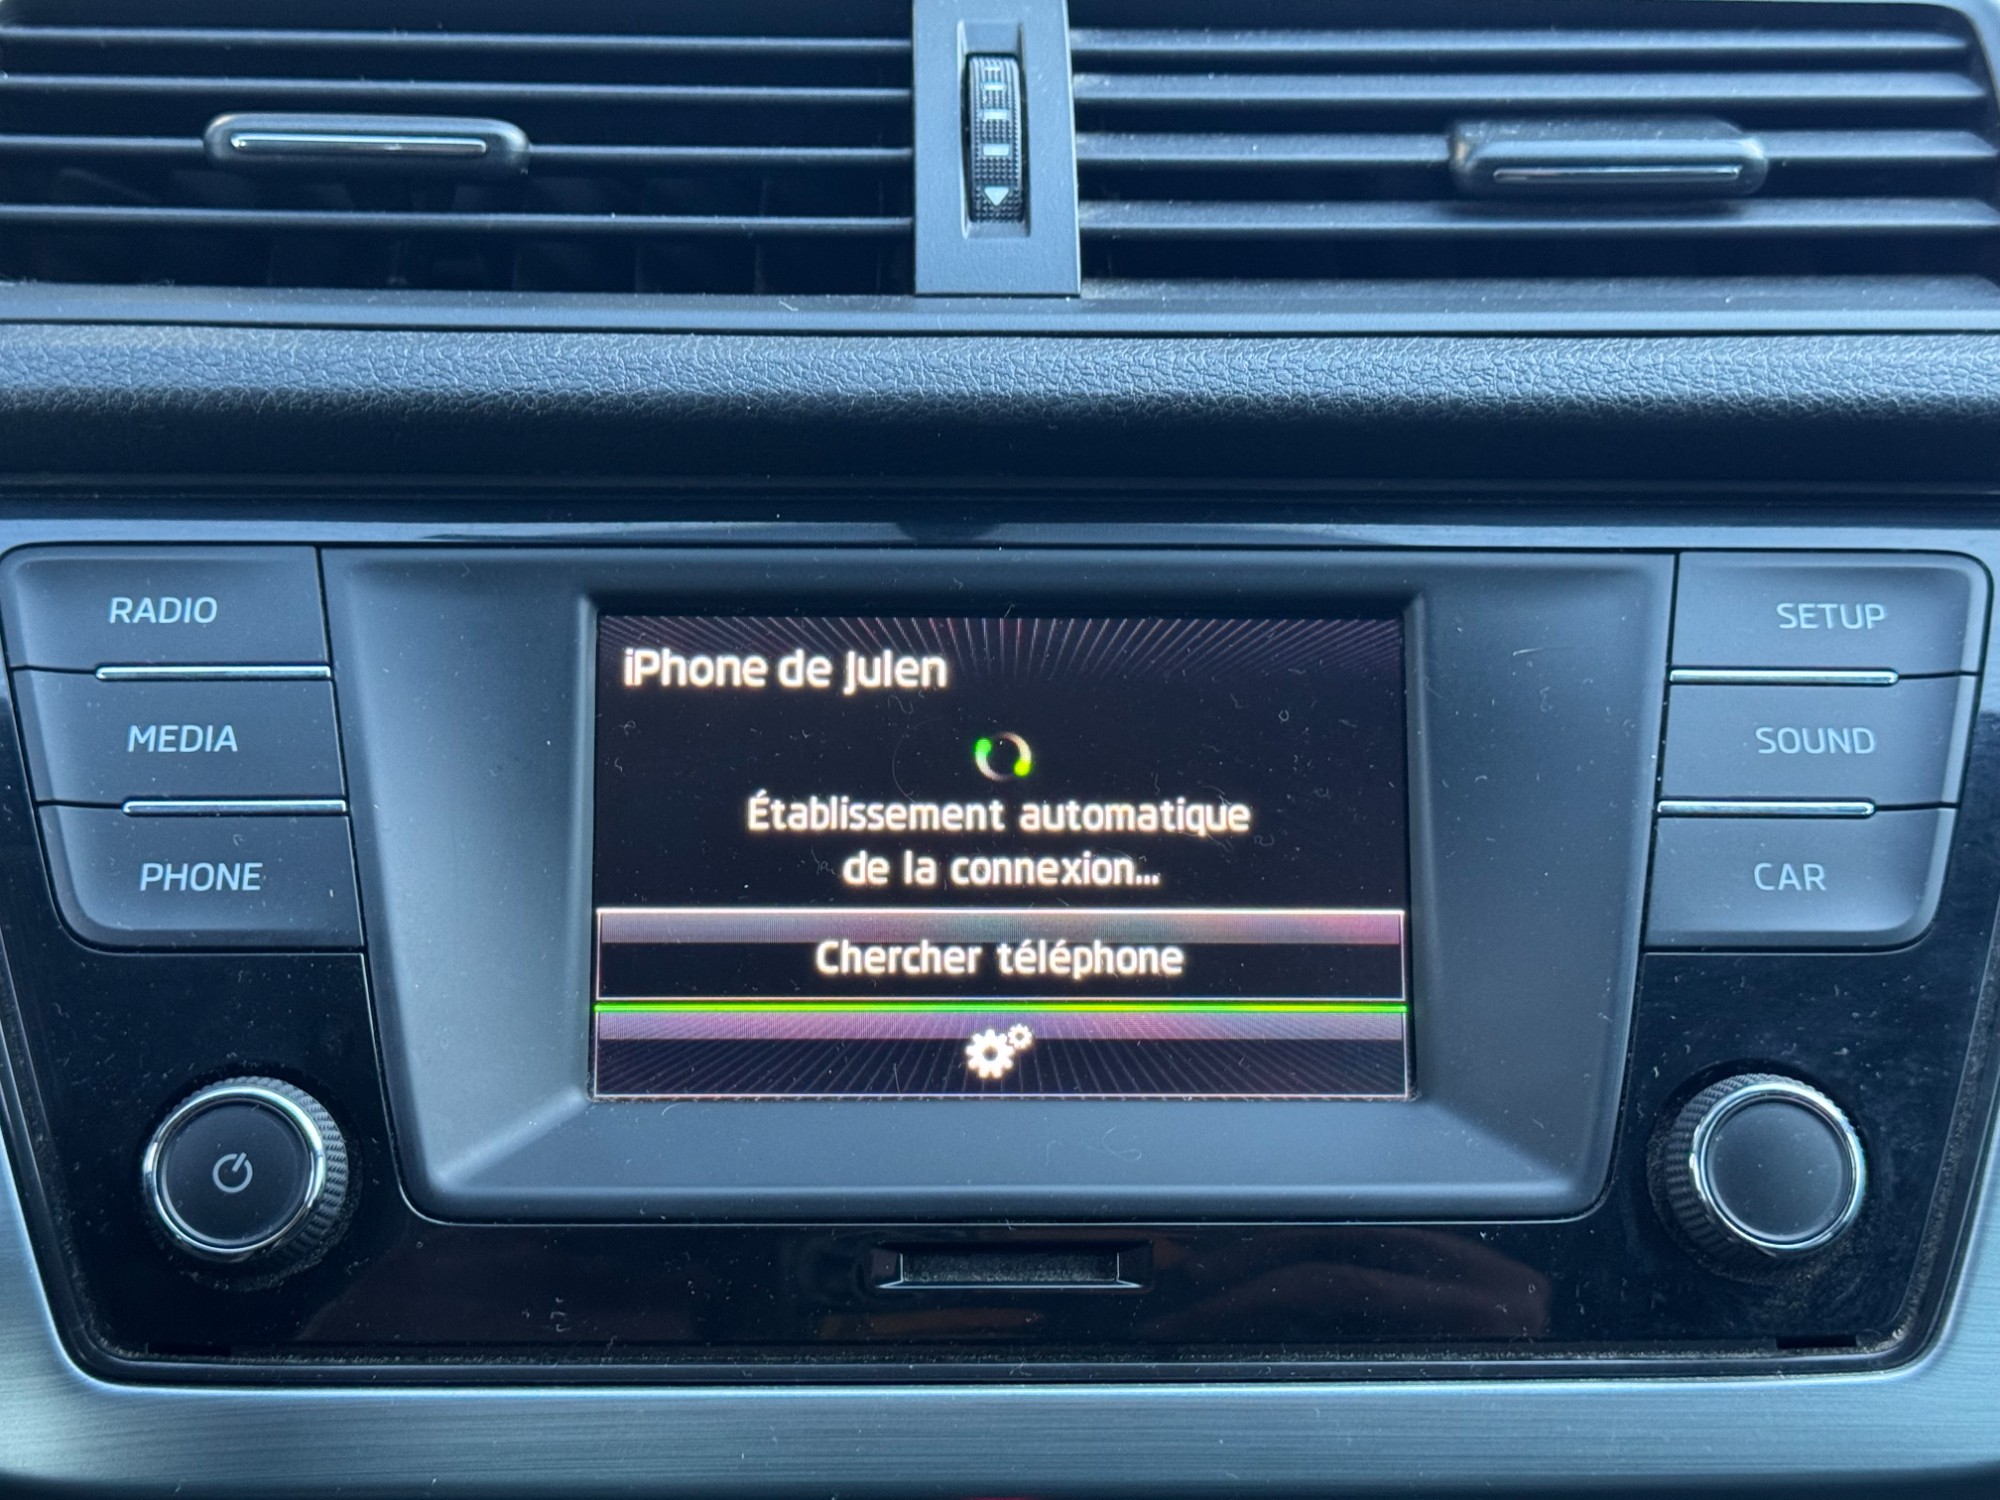 RADIO
MEDIA
PHONE
iPhone de Julen
Établissement automatique
de la connexion...
Chercher téléphone
SETUP
SOUND
CAR